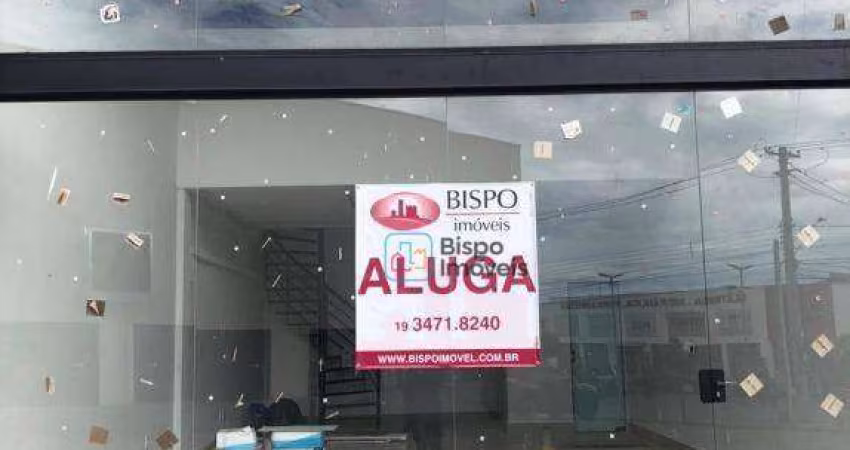 BISPO
imóveis
Bispo
Imóveis
ALUGA
19 3471.8240
WWW.BISPOIMOVEL.COM.BR